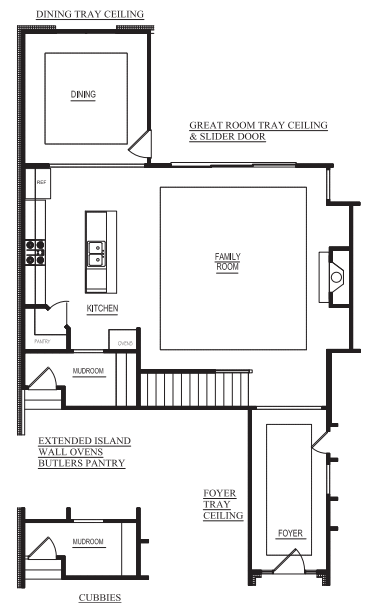 DINING TRAY CEILING
DINING
GREAT ROOM TRAY CEILING
& SLIDER DOOR
REF
FAMILY
ROOM
KITCHEN
PANTRY
OVENS
MUDROOM
EXTENDED ISLAND
WALL OVENS
BUTLERS PANTRY
FOYER
TRAY
CEILING
FOYER
MUDROOM
CUBBIES